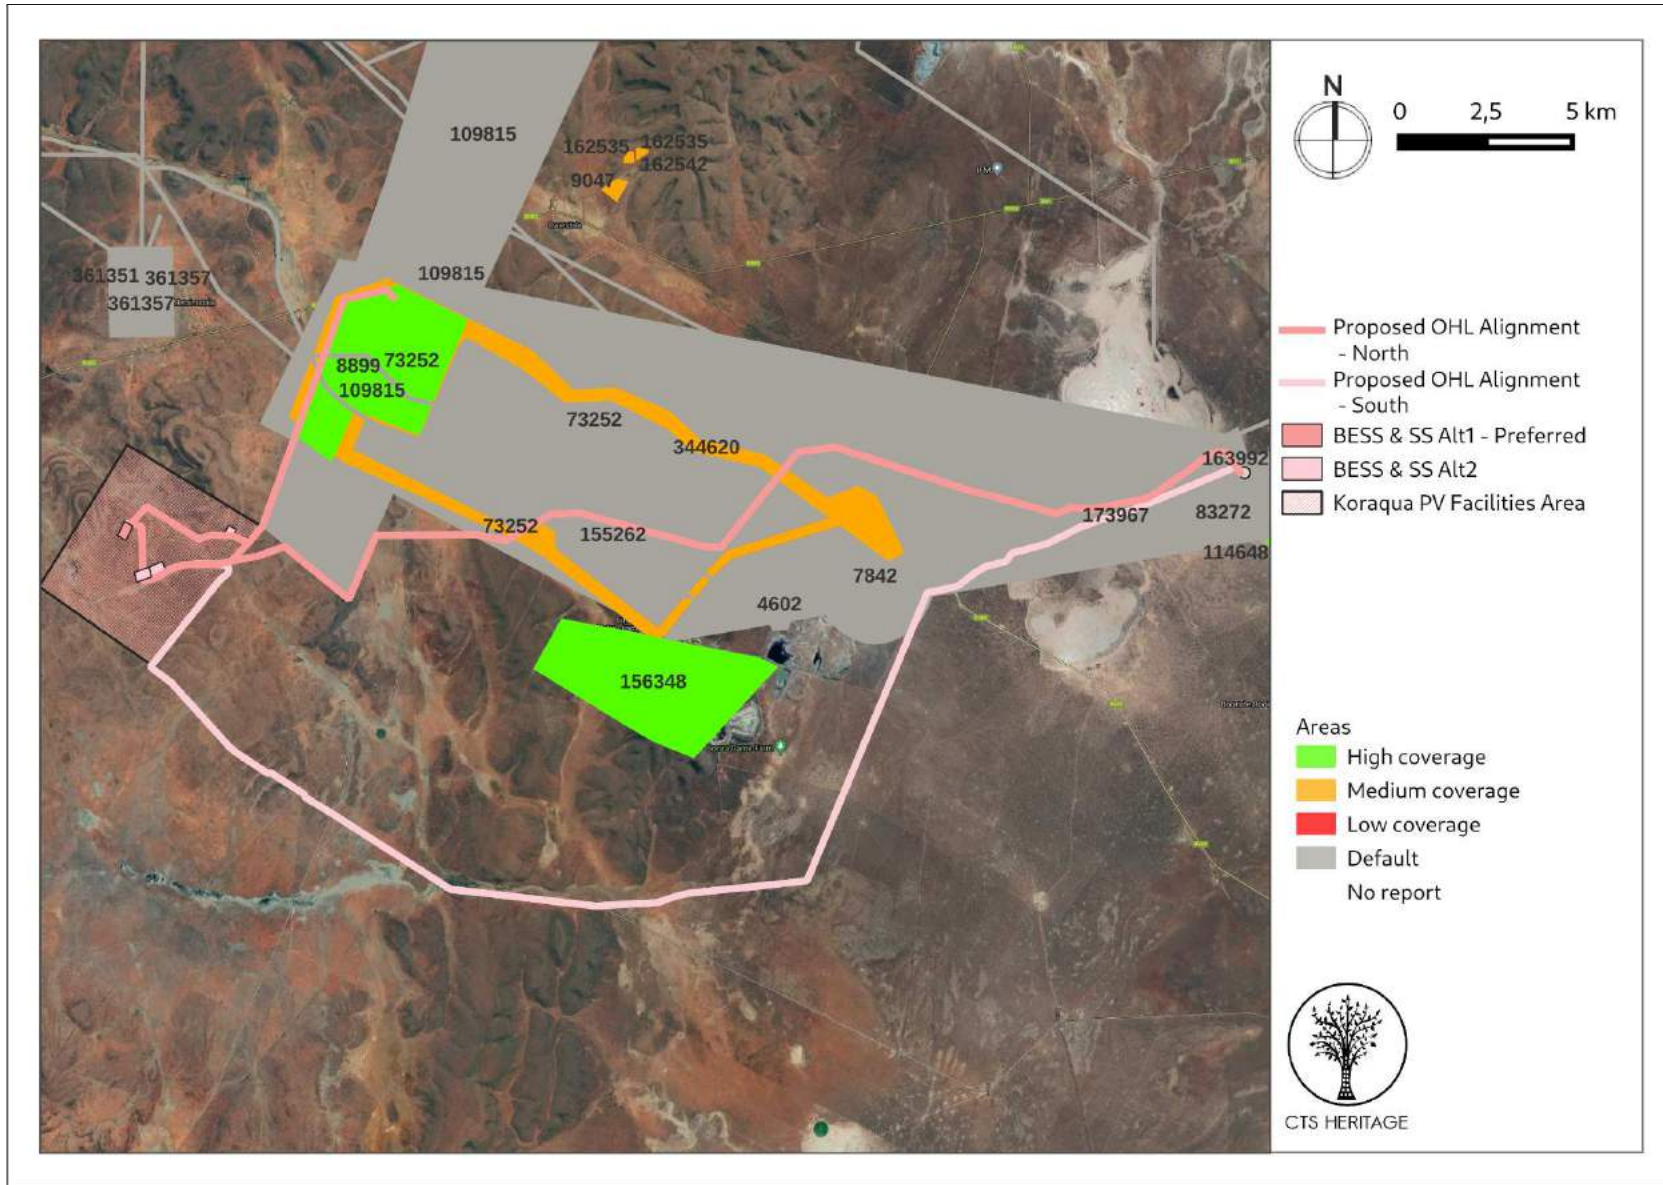 109815
162535 162535
162542
9047
361351 361357
361357
109815
8899 73252
109815
73252
344620
163992
73252
155262
173967
83272
114648
7842
4602
156348
N
0 2,5 5 km
Proposed OHL Alignment
- North
Proposed OHL Alignment
- South
BESS & SS Alt1 - Preferred
BESS & SS Alt2
Koraqua PV Facilities Area
Areas
High coverage
Medium coverage
Low coverage
Default
No report
CTS HERITAGE